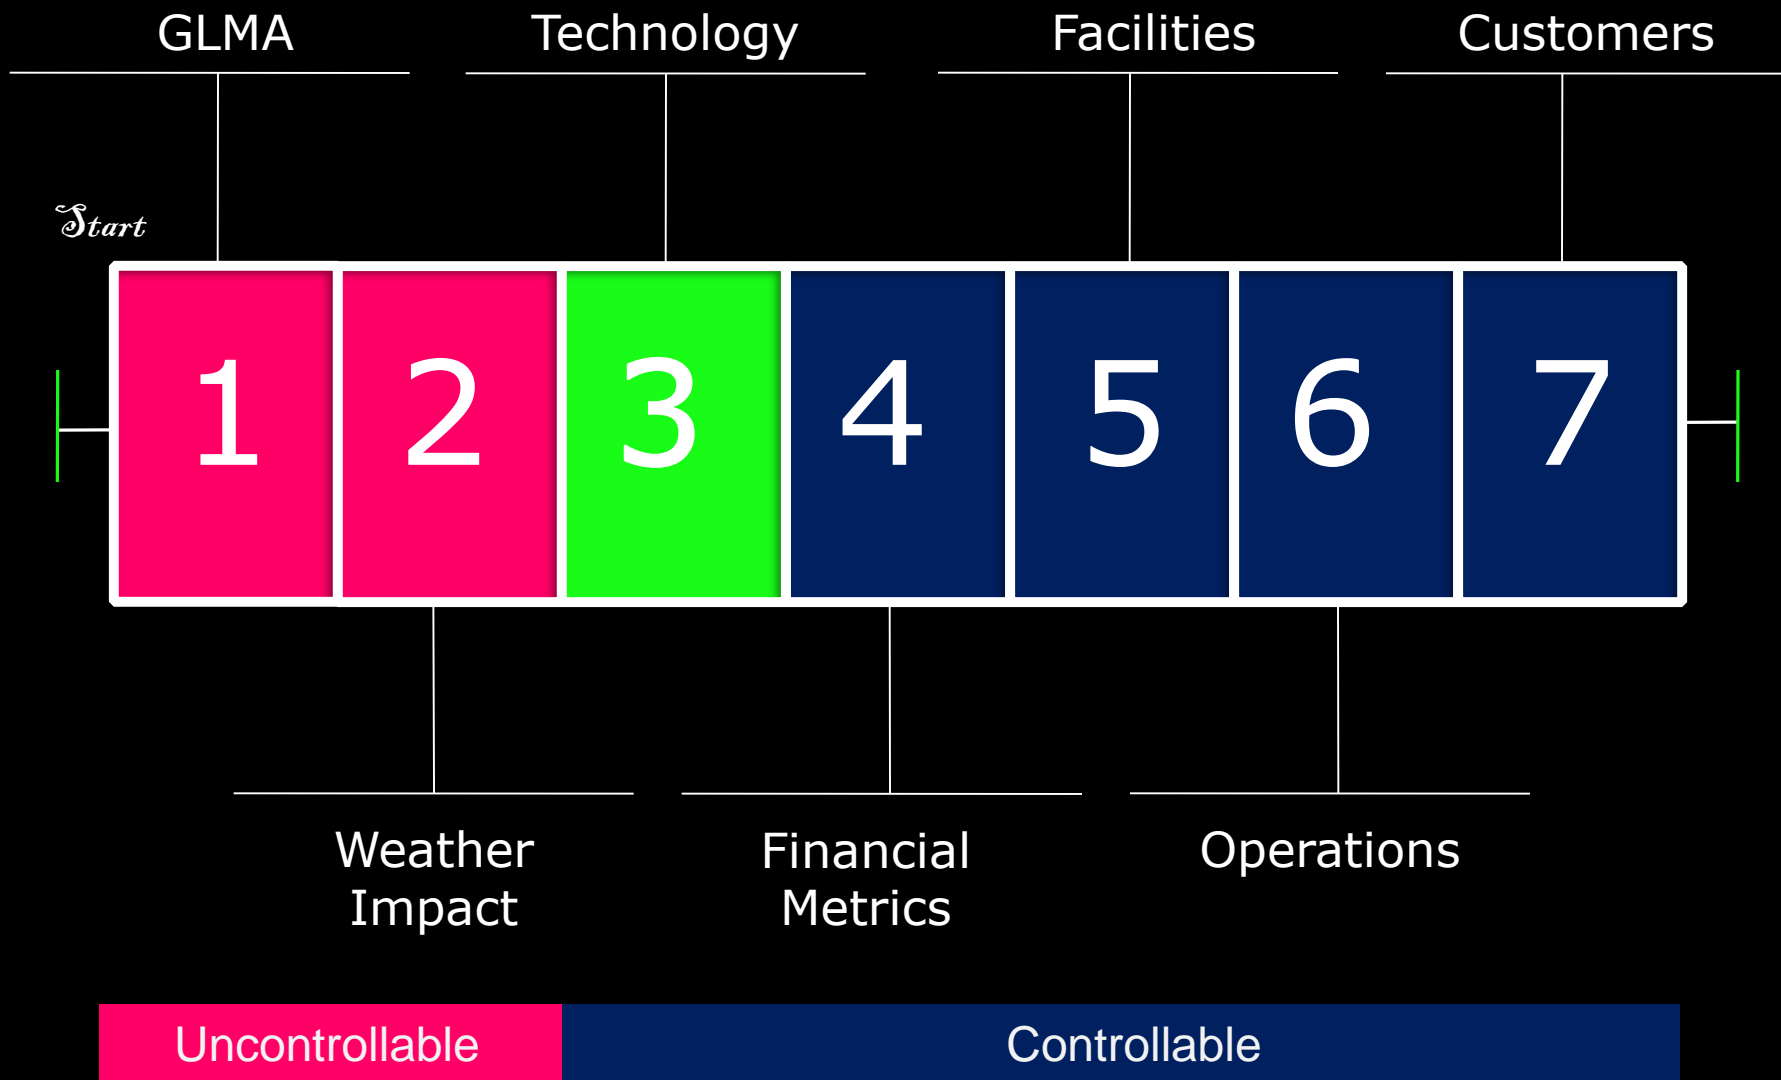 GLMA Technology Facilities Customers
Start
1 2 3 4 5 6 7
Weather Financial Operations
Impact Metrics
Uncontrollable Controllable